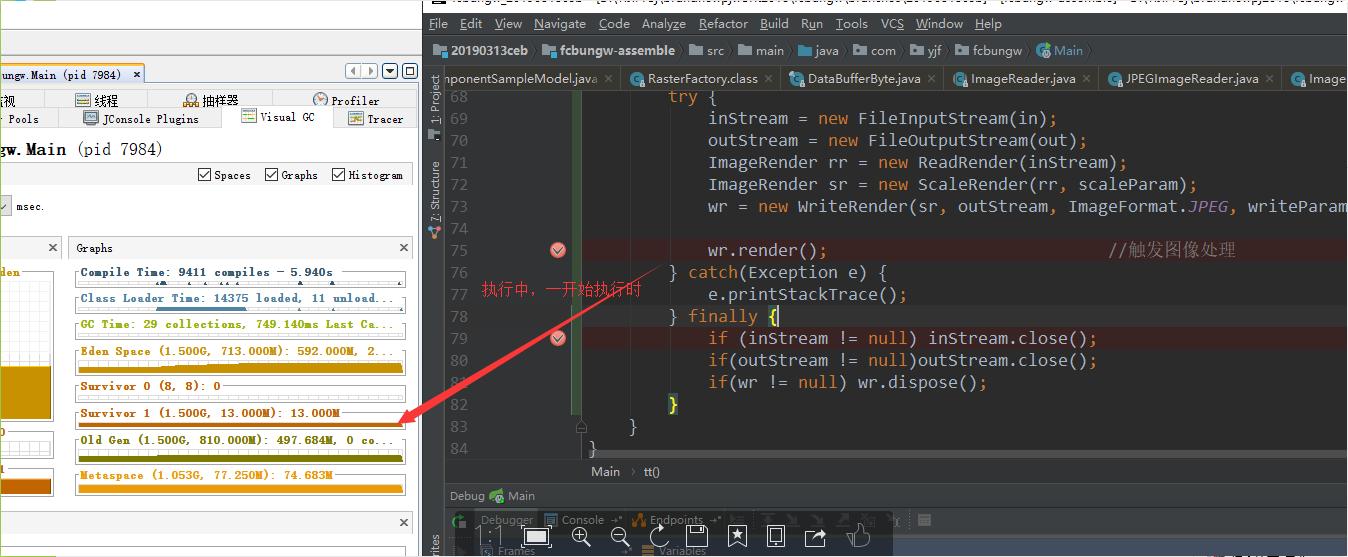 File Edit View Navigate Code Analyze Refactor Build Run Tools VCS Window Help
20190313ceb fcbungw-assemble src main java com yjf fcbungw Main
ungw.Main (pid 7984) ×
nponentSampleModel.java × RasterFactory.class × DataBufferByte.java × ImageReader.java × JPEGImageReader.java × Image
监视 线程 抽样器 Profiler
Pools JConsole Plugins Visual GC Tracer
gw.Main (pid 7984)
Spaces Graphs Histogram
msec.
Graphs
Compile Time: 9411 compiles - 5.940s
Class Loader Time: 14375 loaded, 11 unload...
GC Time: 29 collections, 749.140ms Last Ca...
Eden Space (1.500G, 713.000M): 592.000M, 2...
Survivor 0 (8, 8): 0
Survivor 1 (1.500G, 13.000M): 13.000M
Old Gen (1.500G, 810.000M): 497.684M, 0 co...
Metaspace (1.053G, 77.250M): 74.683M
1: Project
7: Structure
68 try {
69 inStream = new FileInputStream(in);
70 outStream = new FileOutputStream(out);
71 ImageRender rr = new ReadRender(inStream);
72 ImageRender sr = new ScaleRender(rr, scaleParam);
73 wr = new WriteRender(sr, outStream, ImageFormat.JPEG, writeParam
74
75 wr.render(); //触发图像处理
76 } catch(Exception e) {
执行中，一开始执行时
77 e.printStackTrace();
78 } finally {
79 if (inStream != null) inStream.close();
80 if(outStream != null)outStream.close();
81 if(wr != null) wr.dispose();
82 }
83 }
84 }
Main tt()
Debug Main
Debugger Console Endpoints
1:1
Frames Variables